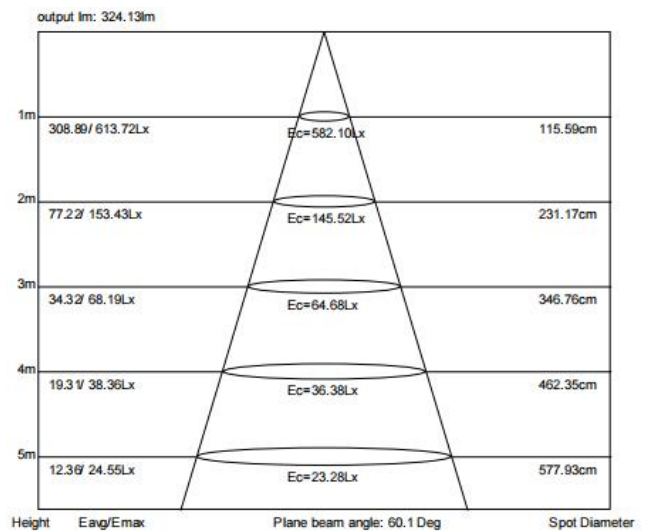 output lm: 324.13lm
1m
308.89/ 613.72Lx
Ec=582.10Lx
115.59cm
2m
77.22/ 153.43Lx
Ec=145.52Lx
231.17cm
3m
34.32/ 68.19Lx
Ec=64.68Lx
346.76cm
4m
19.31/ 38.36Lx
Ec=36.38Lx
462.35cm
5m
12.36/ 24.55Lx
Ec=23.28Lx
577.93cm
Height Eavg/Emax Plane beam angle: 60.1 Deg Spot Diameter